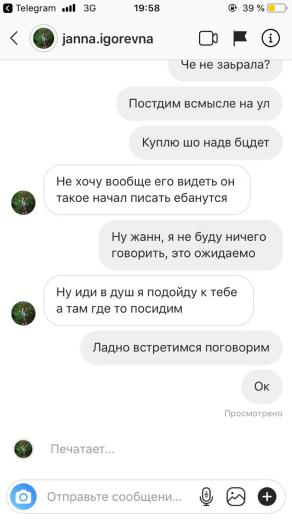 Telegram 3G 19:58 39 %
janna.igorevna
Че не забрала?
Постдим всмысле на ул
Куплю шо надв бцдет
Не хочу вообще его видеть он
такое начал писать ебанутся
Ну жанн, я не буду ничего
говорить, это ожидаемо
Ну иди в душ я подойду к тебе
а там где то посидим
Ладно встретимся поговорим
Ок
Просмотрено
Печатает...
Отправьте сообщени...